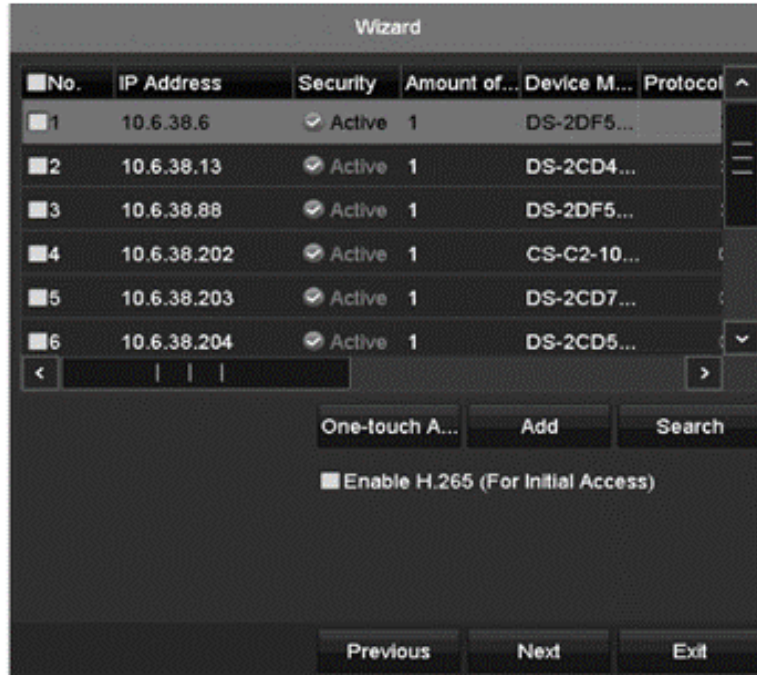 Wizard
No. IP Address Security Amount of... Device M... Protocol
1 10.6.38.6 Active 1 DS-2DF5...
2 10.6.38.13 Active 1 DS-2CD4...
3 10.6.38.88 Active 1 DS-2DF5...
4 10.6.38.202 Active 1 CS-C2-10...
5 10.6.38.203 Active 1 DS-2CD7...
6 10.6.38.204 Active 1 DS-2CD5...
One-touch A... Add Search
Enable H.265 (For Initial Access)
Previous Next Exit